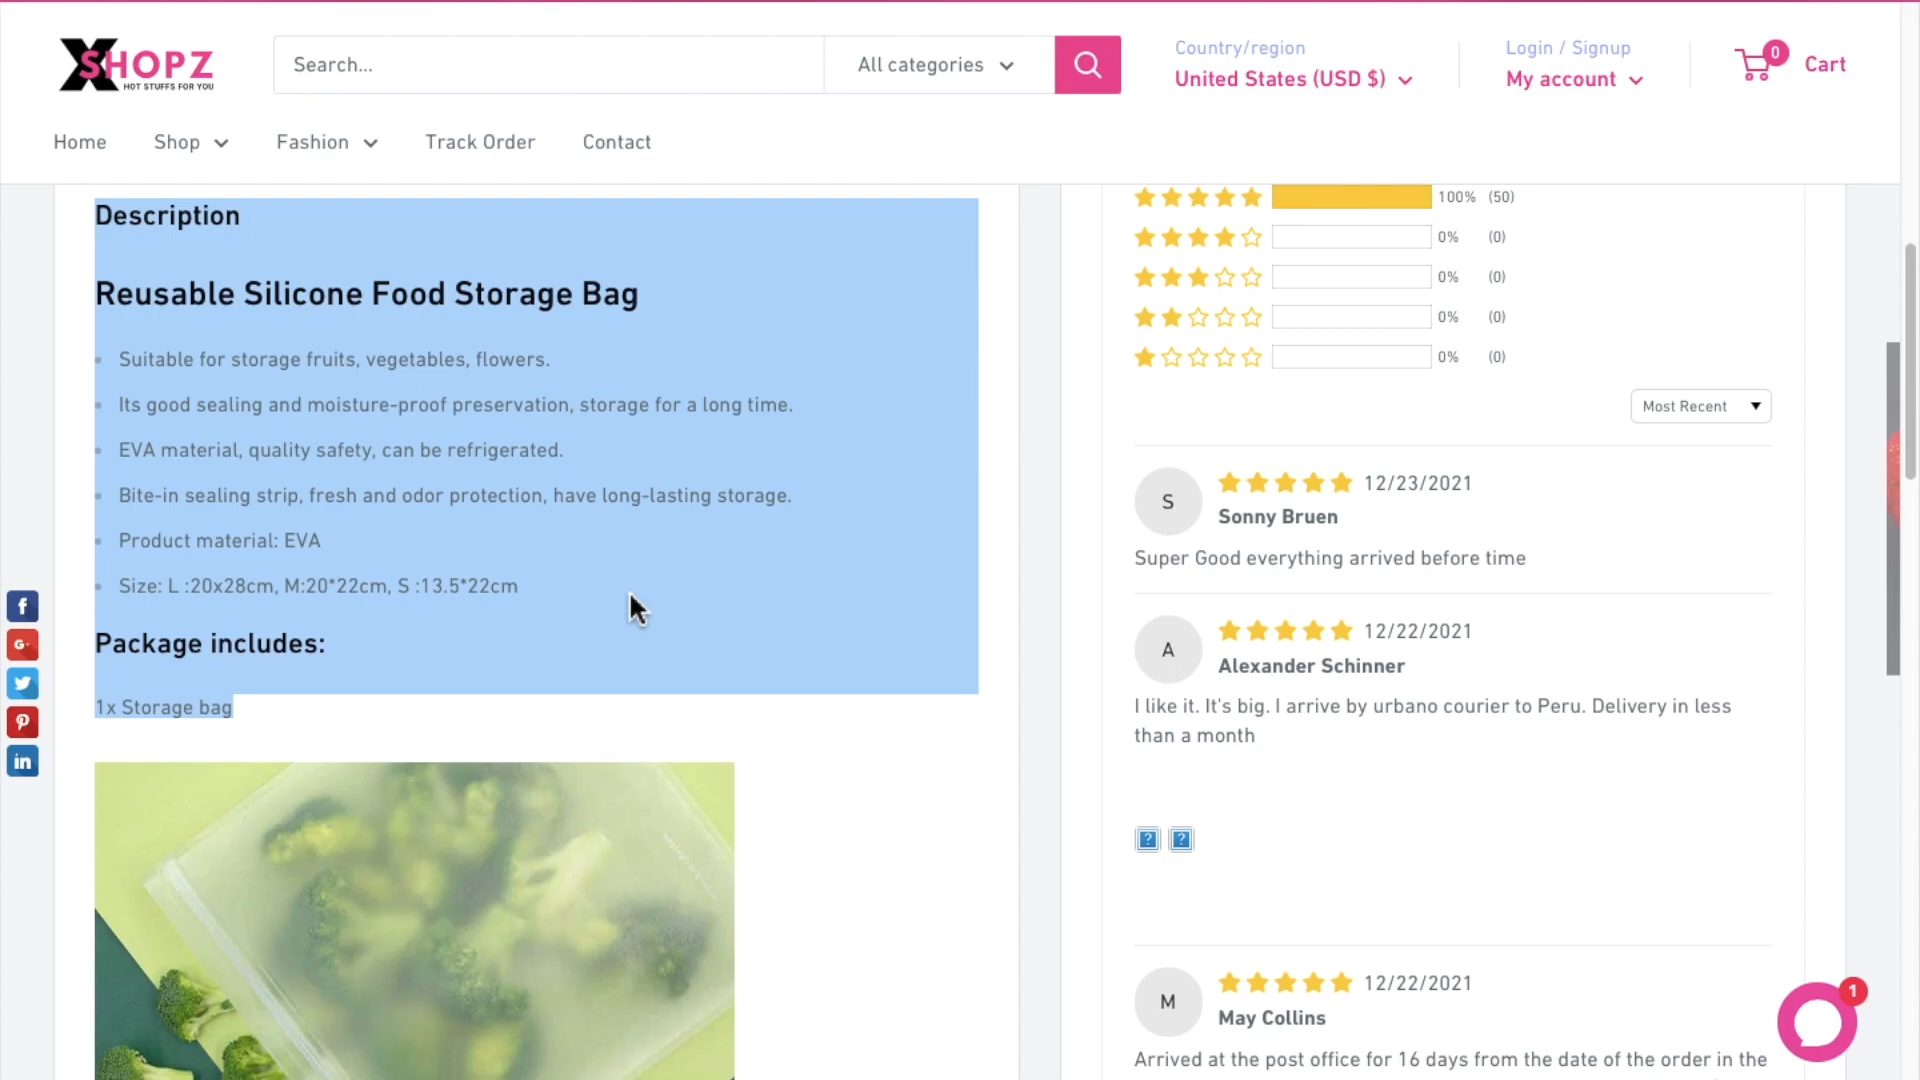 XSHOPZ
HOT STUFFS FOR YOU
Search...
All categories
Country/region
United States (USD $)
Login / Signup
My account
0
Cart
Home
Shop
Fashion
Track Order
Contact
Description
Reusable Silicone Food Storage Bag
Suitable for storage fruits, vegetables, flowers.
Its good sealing and moisture-proof preservation, storage for a long time.
EVA material, quality safety, can be refrigerated.
Bite-in sealing strip, fresh and odor protection, have long-lasting storage.
Product material: EVA
Size: L :20x28cm, M:20*22cm, S :13.5*22cm
Package includes:
1x Storage bag
f
G+
in
100% (50)
0% (0)
0% (0)
0% (0)
0% (0)
Most Recent
S
12/23/2021
Sonny Bruen
Super Good everything arrived before time
A
12/22/2021
Alexander Schinner
I like it. It's big. I arrive by urbano courier to Peru. Delivery in less
than a month
? ?
M
12/22/2021
May Collins
Arrived at the post office for 16 days from the date of the order in the
1